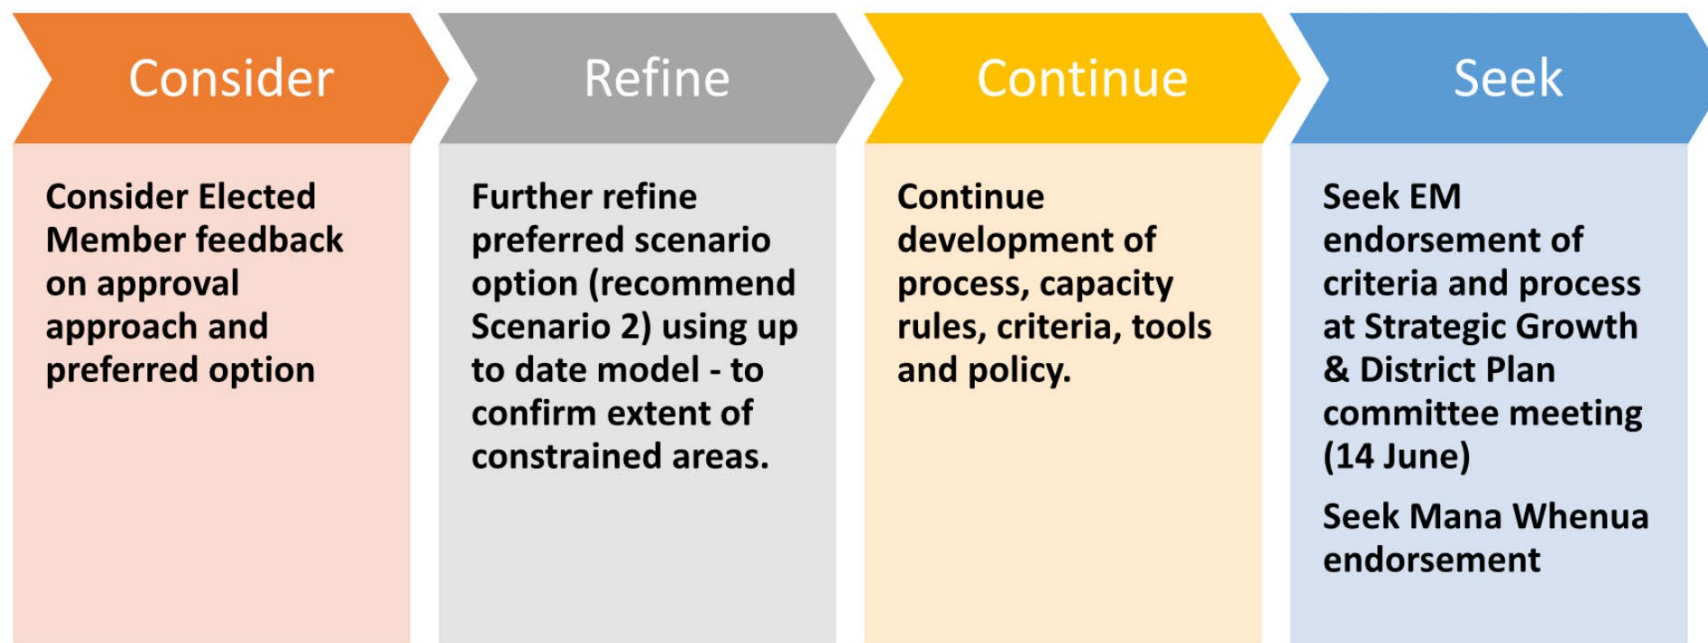 Consider
Consider Elected
Member feedback
on approval
approach and
preferred option
Refine
Further refine
preferred scenario
option (recommend
Scenario 2) using up
to date model - to
confirm extent of
constrained areas.
Continue
Continue
development of
process, capacity
rules, criteria, tools
and policy.
Seek
Seek EM
endorsement of
criteria and process
at Strategic Growth
& District Plan
committee meeting
(14 June)
Seek Mana Whenua
endorsement